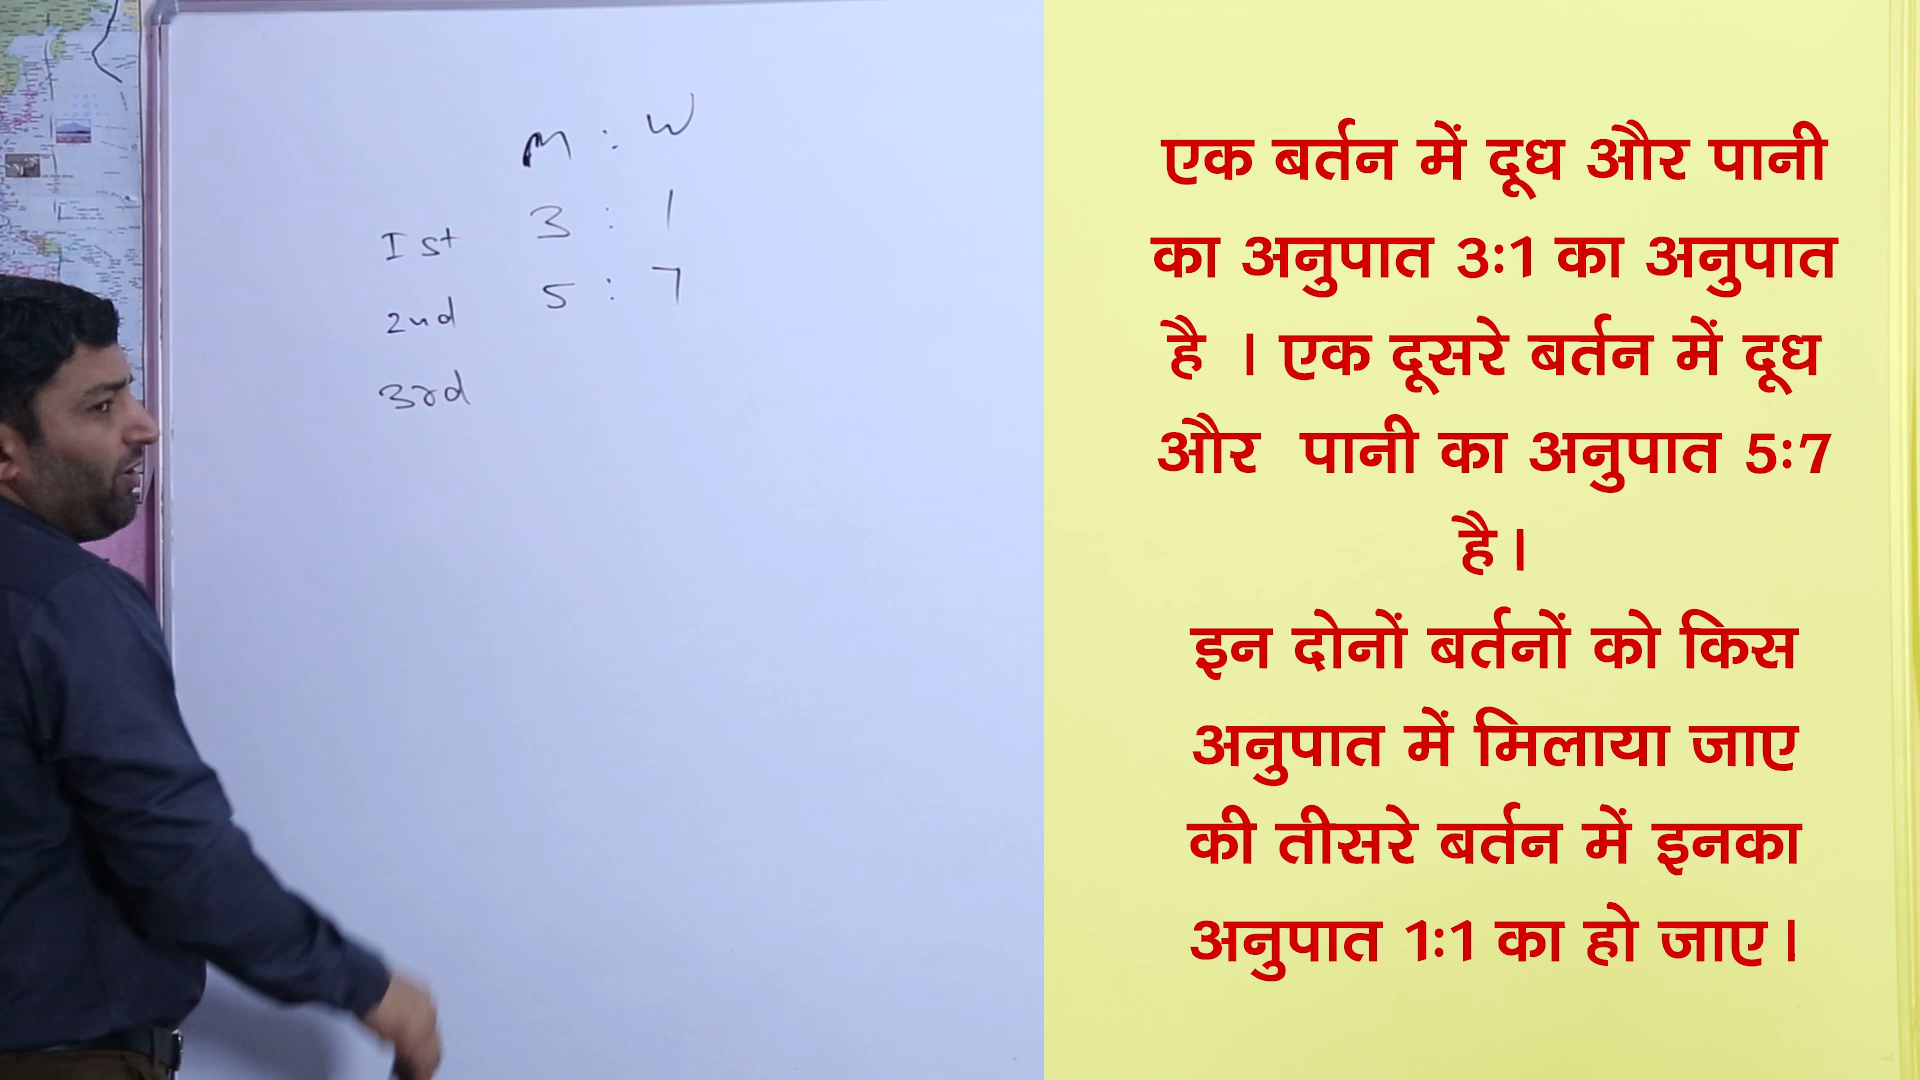 M : W
Ist 3 : 1
2nd 5 : 7
3rd
एक बर्तन में दूध और पानी
का अनुपात 3:1 का अनुपात
है । एक दूसरे बर्तन में दूध
और पानी का अनुपात 5:7
है।
इन दोनों बर्तनों को किस
अनुपात में मिलाया जाए
की तीसरे बर्तन में इनका
अनुपात 1:1 का हो जाए।